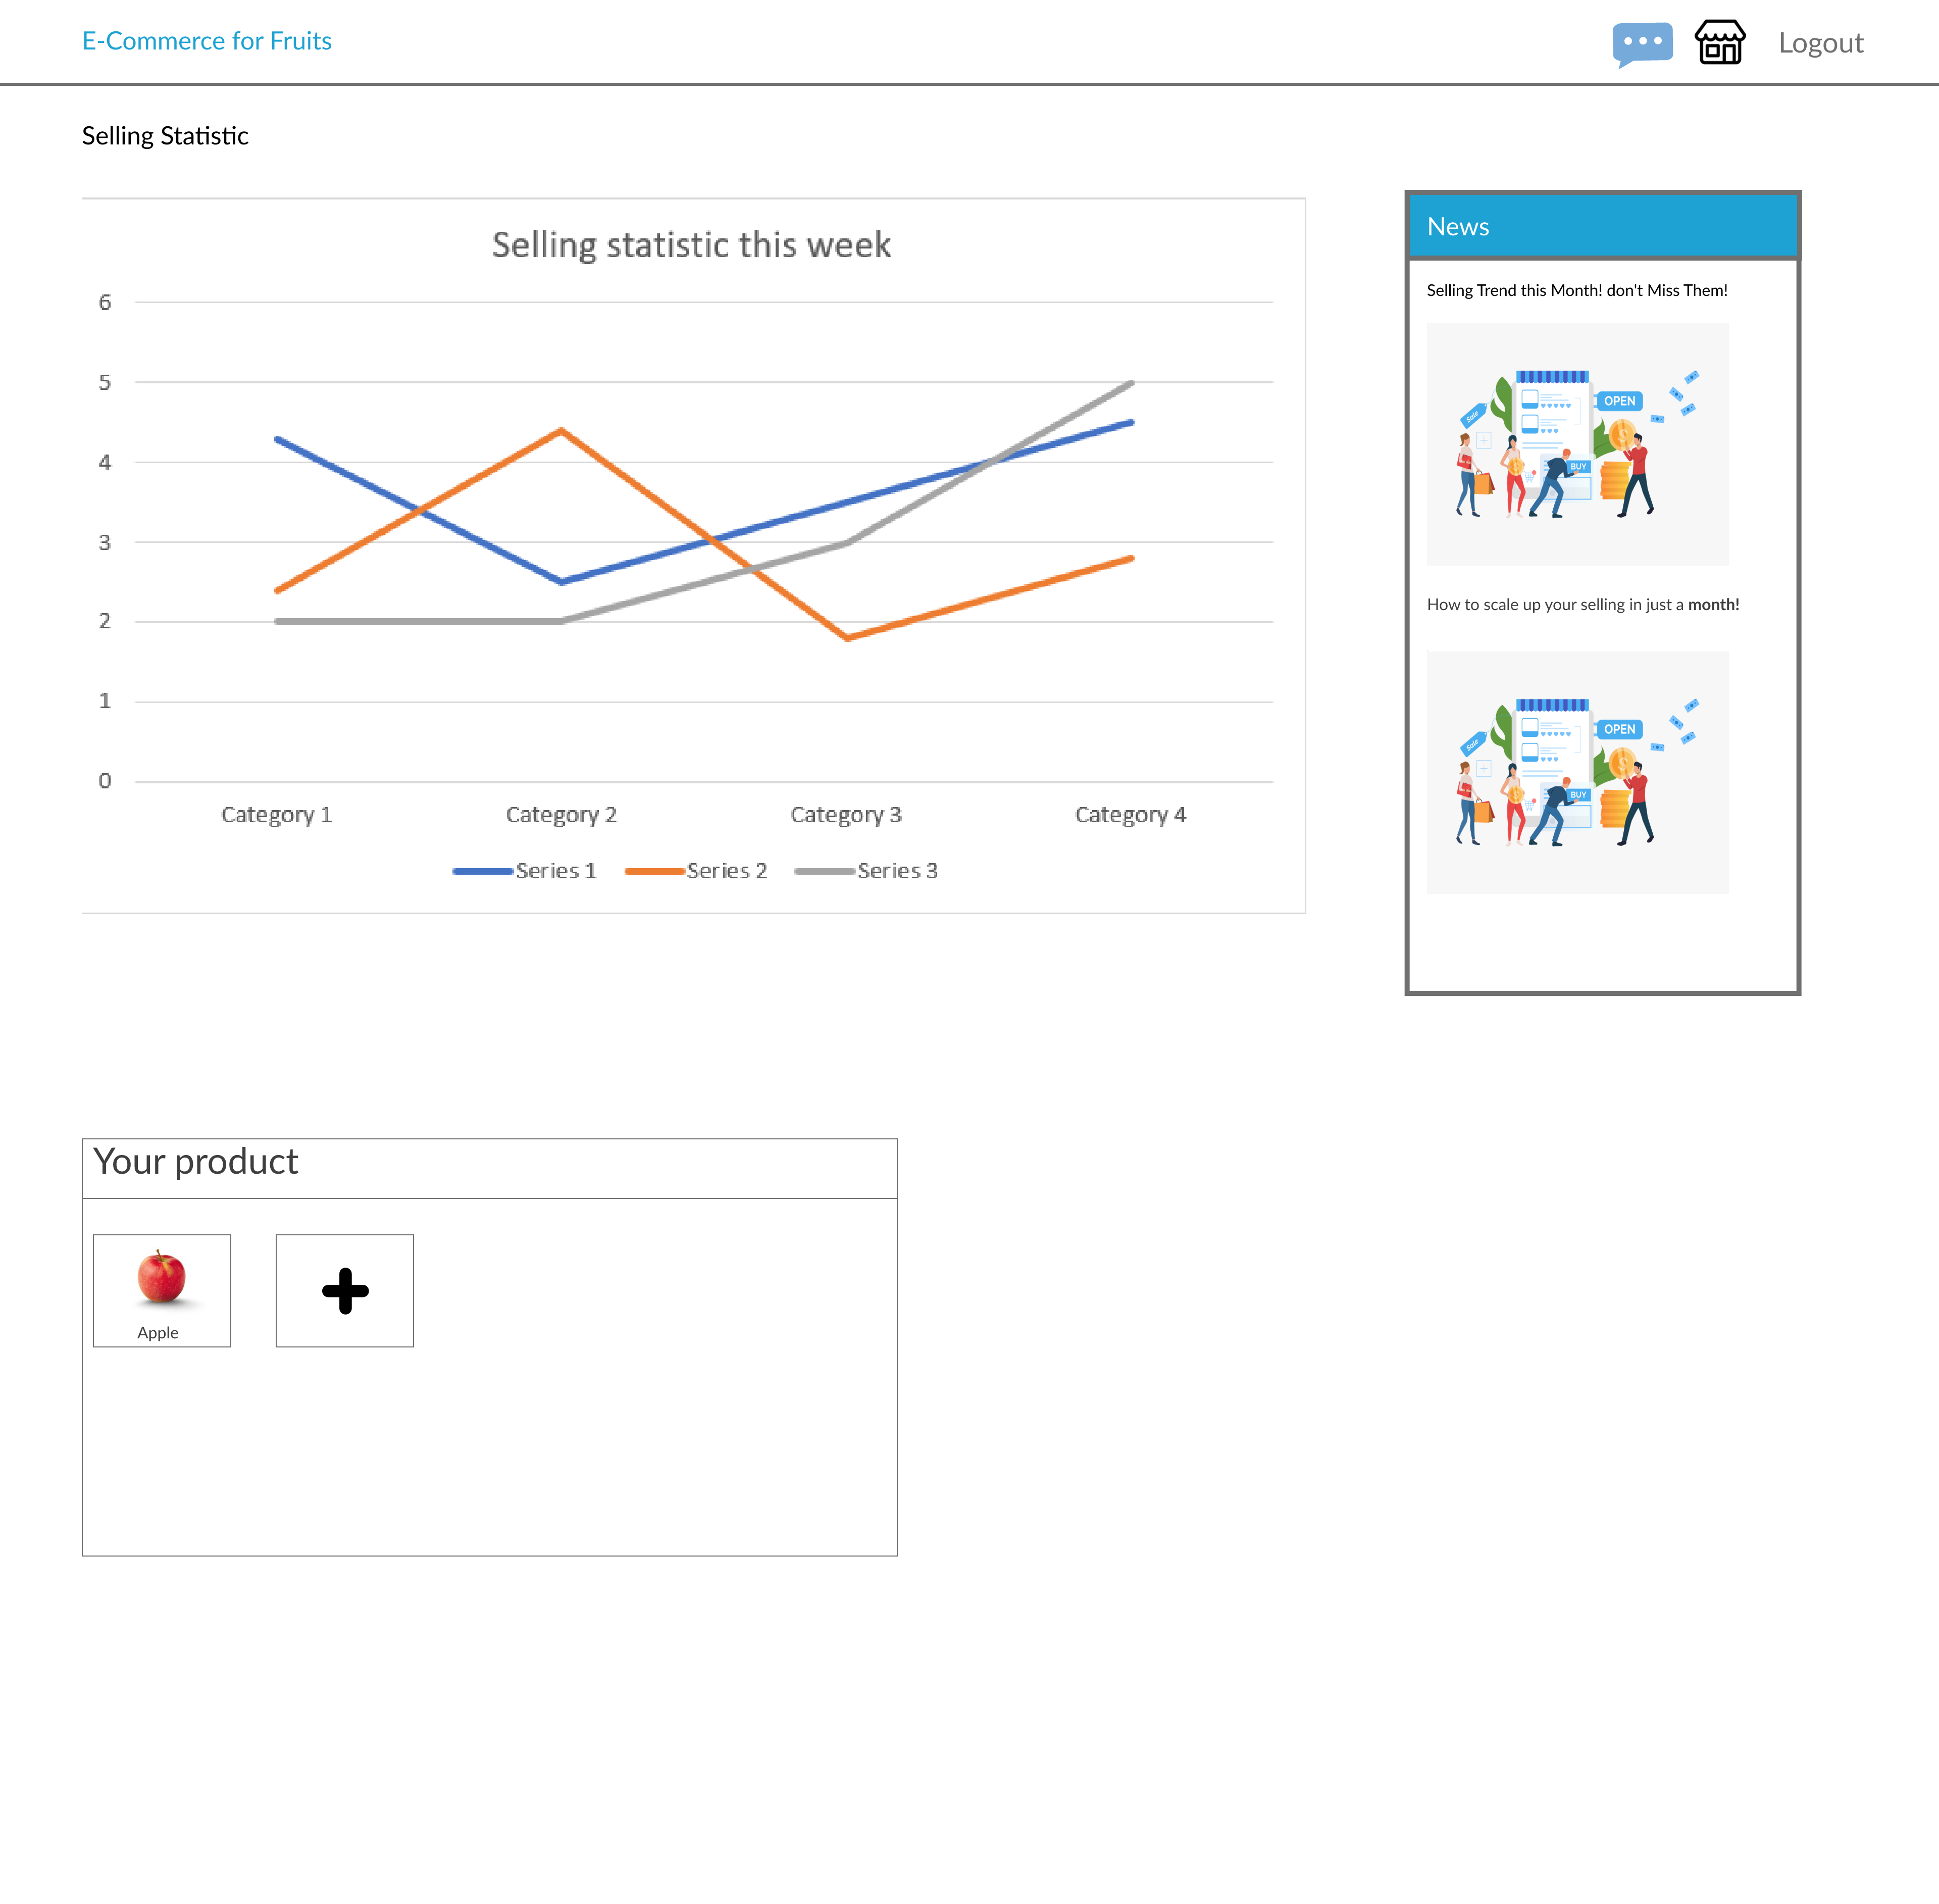 E-Commerce for Fruits
Logout
Selling Statistic
Selling statistic this week
6
5
4
3
2
1
0
Category 1 Category 2 Category 3 Category 4
Series 1 Series 2 Series 3
News
Selling Trend this Month! don't Miss Them!
Sale
OPEN
BUY
How to scale up your selling in just a month!
Sale
OPEN
BUY
Your product
Apple